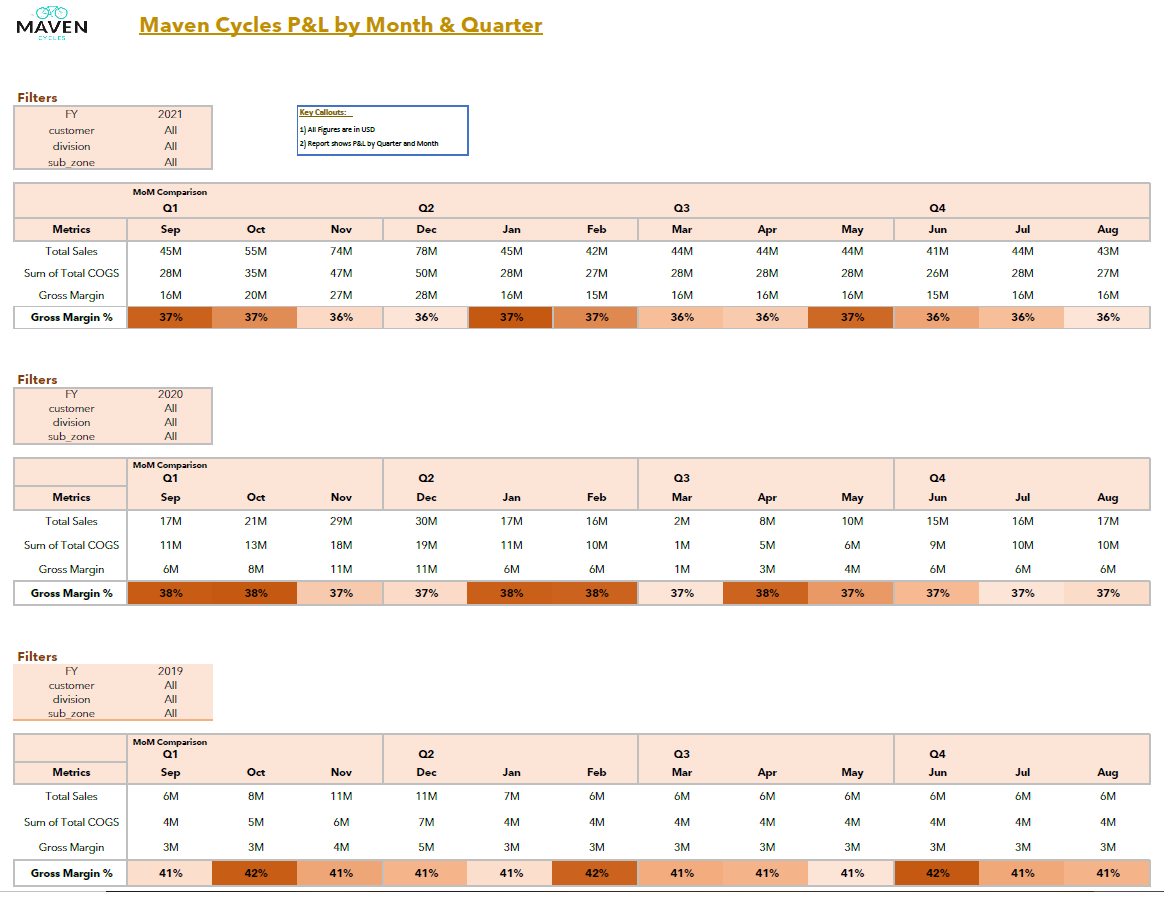 MAVEN
CYCLES
Maven Cycles P&L by Month & Quarter
Filters
FY 2021
customer All
division All
sub_zone All
Key Callouts:
1) All Figures are in USD
2) Report shows P&L by Quarter and Month
MoM Comparison
Q1 Q2 Q3 Q4
Metrics Sep Oct Nov Dec Jan Feb Mar Apr May Jun Jul Aug
Total Sales 45M 55M 74M 78M 45M 42M 44M 44M 44M 41M 44M 43M
Sum of Total COGS 28M 35M 47M 50M 28M 27M 28M 28M 28M 26M 28M 27M
Gross Margin 16M 20M 27M 28M 16M 15M 16M 16M 16M 15M 16M 16M
Gross Margin % 37% 37% 36% 36% 37% 37% 36% 36% 37% 36% 36% 36%
Filters
FY 2020
customer All
division All
sub_zone All
MoM Comparison
Q1 Q2 Q3 Q4
Metrics Sep Oct Nov Dec Jan Feb Mar Apr May Jun Jul Aug
Total Sales 17M 21M 29M 30M 17M 16M 2M 8M 10M 15M 16M 17M
Sum of Total COGS 11M 13M 18M 19M 11M 10M 1M 5M 6M 9M 10M 10M
Gross Margin 6M 8M 11M 11M 6M 6M 1M 3M 4M 6M 6M 6M
Gross Margin % 38% 38% 37% 37% 38% 38% 37% 38% 37% 37% 37% 37%
Filters
FY 2019
customer All
division All
sub_zone All
MoM Comparison
Q1 Q2 Q3 Q4
Metrics Sep Oct Nov Dec Jan Feb Mar Apr May Jun Jul Aug
Total Sales 6M 8M 11M 11M 7M 6M 6M 6M 6M 6M 6M 6M
Sum of Total COGS 4M 5M 6M 7M 4M 4M 4M 4M 4M 4M 4M 4M
Gross Margin 3M 3M 4M 5M 3M 3M 3M 3M 3M 3M 3M 3M
Gross Margin % 41% 42% 41% 41% 41% 42% 41% 41% 41% 42% 41% 41%